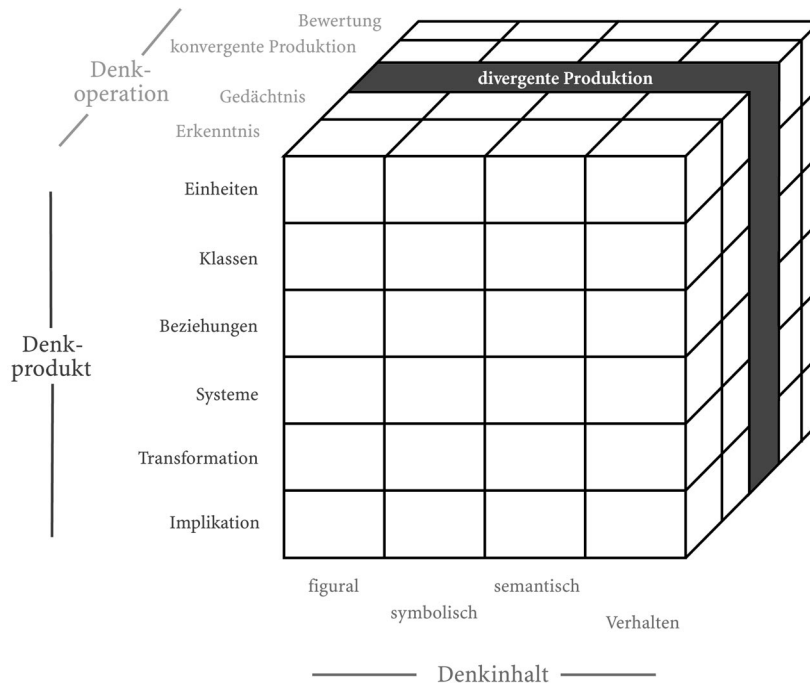 Bewertung
konvergente Produktion
Denk-
operation
divergente Produktion
Gedächtnis
Erkenntnis
Einheiten
Klassen
Beziehungen
Denk-
produkt
Systeme
Transformation
Implikation
figural
semantisch
symbolisch
Verhalten
Denkinhalt